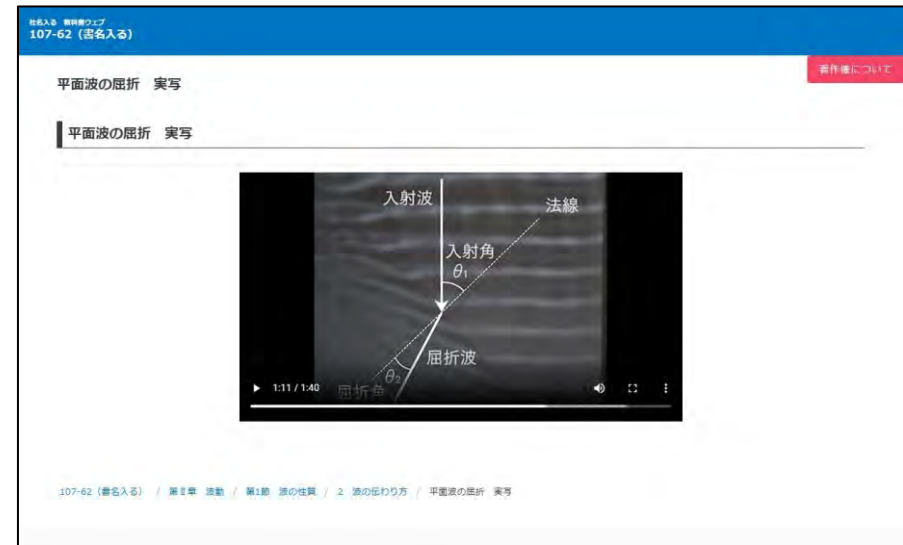 社名入る 教科書ウェブ
107-62（書名入る）
著作権について
平面波の屈折　実写
平面波の屈折　実写
入射波
法線
入射角
θ₁
屈折波
θ₂
屈折角
1:11 / 1:40
107-62（書名入る） / 第Ⅱ章 波動 / 第1節 波の性質 / 2 波の伝わり方 / 平面波の屈折 実写